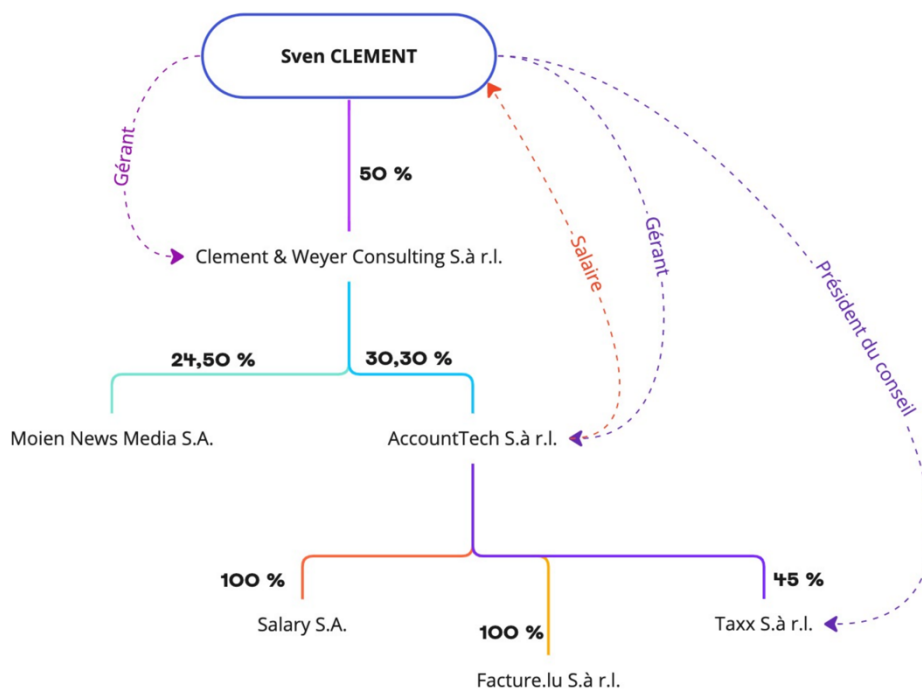 Sven CLEMENT
Gérant
50 %
Salaire
Gérant
Président du conseil
Clement & Weyer Consulting S.à r.l.
24,50 %
30,30 %
Moien News Media S.A.
AccountTech S.à r.l.
100 %
45 %
Salary S.A.
100 %
Taxx S.à r.l.
Facture.lu S.à r.l.